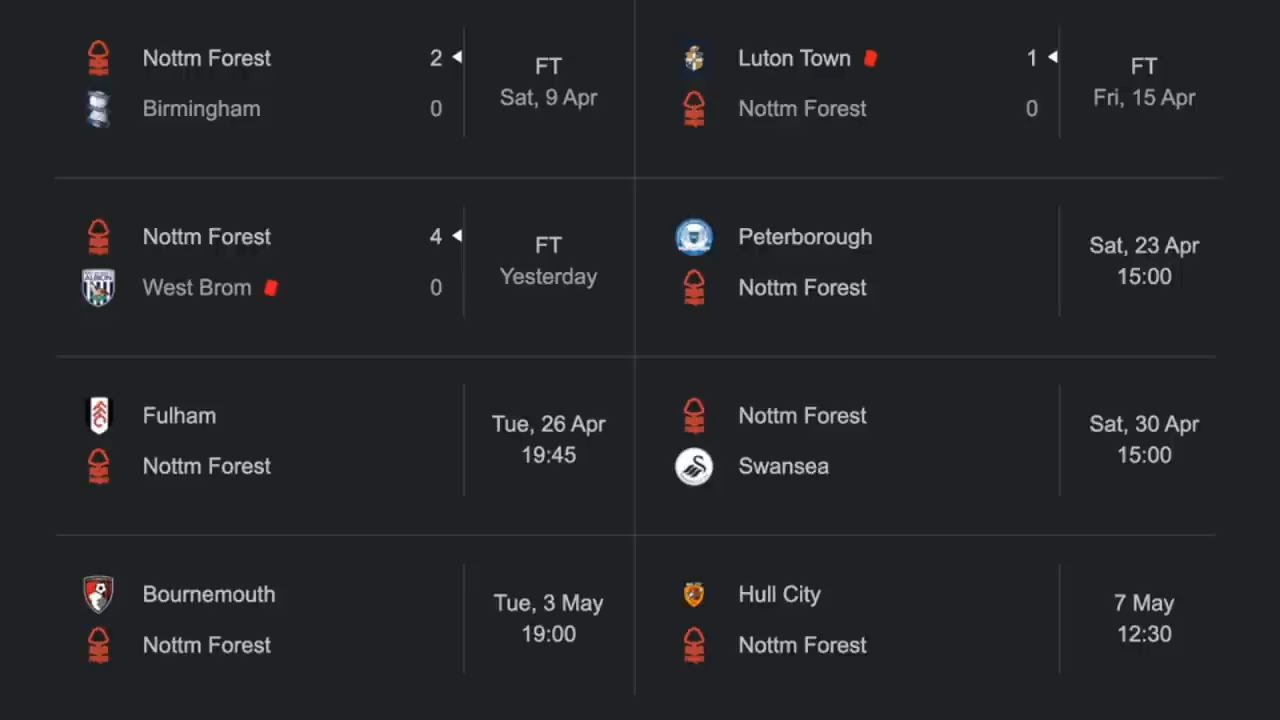 Nottm Forest 2
Birmingham 0
FT
Sat, 9 Apr
Luton Town 1
Nottm Forest 0
FT
Fri, 15 Apr
Nottm Forest 4
West Brom 0
FT
Yesterday
Peterborough
Nottm Forest
Sat, 23 Apr
15:00
Fulham
Nottm Forest
Tue, 26 Apr
19:45
Nottm Forest
Swansea
Sat, 30 Apr
15:00
Bournemouth
Nottm Forest
Tue, 3 May
19:00
Hull City
Nottm Forest
7 May
12:30